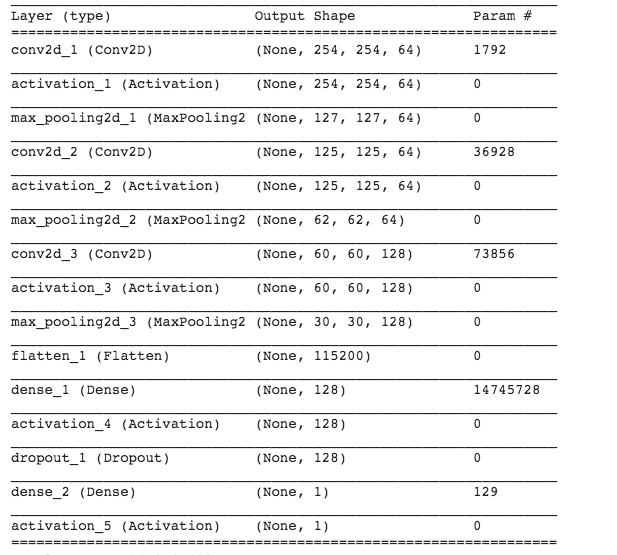 Layer (type) Output Shape Param #
=================================================================
conv2d_1 (Conv2D) (None, 254, 254, 64) 1792
activation_1 (Activation) (None, 254, 254, 64) 0
max_pooling2d_1 (MaxPooling2 (None, 127, 127, 64) 0
conv2d_2 (Conv2D) (None, 125, 125, 64) 36928
activation_2 (Activation) (None, 125, 125, 64) 0
max_pooling2d_2 (MaxPooling2 (None, 62, 62, 64) 0
conv2d_3 (Conv2D) (None, 60, 60, 128) 73856
activation_3 (Activation) (None, 60, 60, 128) 0
max_pooling2d_3 (MaxPooling2 (None, 30, 30, 128) 0
flatten_1 (Flatten) (None, 115200) 0
dense_1 (Dense) (None, 128) 14745728
activation_4 (Activation) (None, 128) 0
dropout_1 (Dropout) (None, 128) 0
dense_2 (Dense) (None, 1) 129
activation_5 (Activation) (None, 1) 0
=================================================================